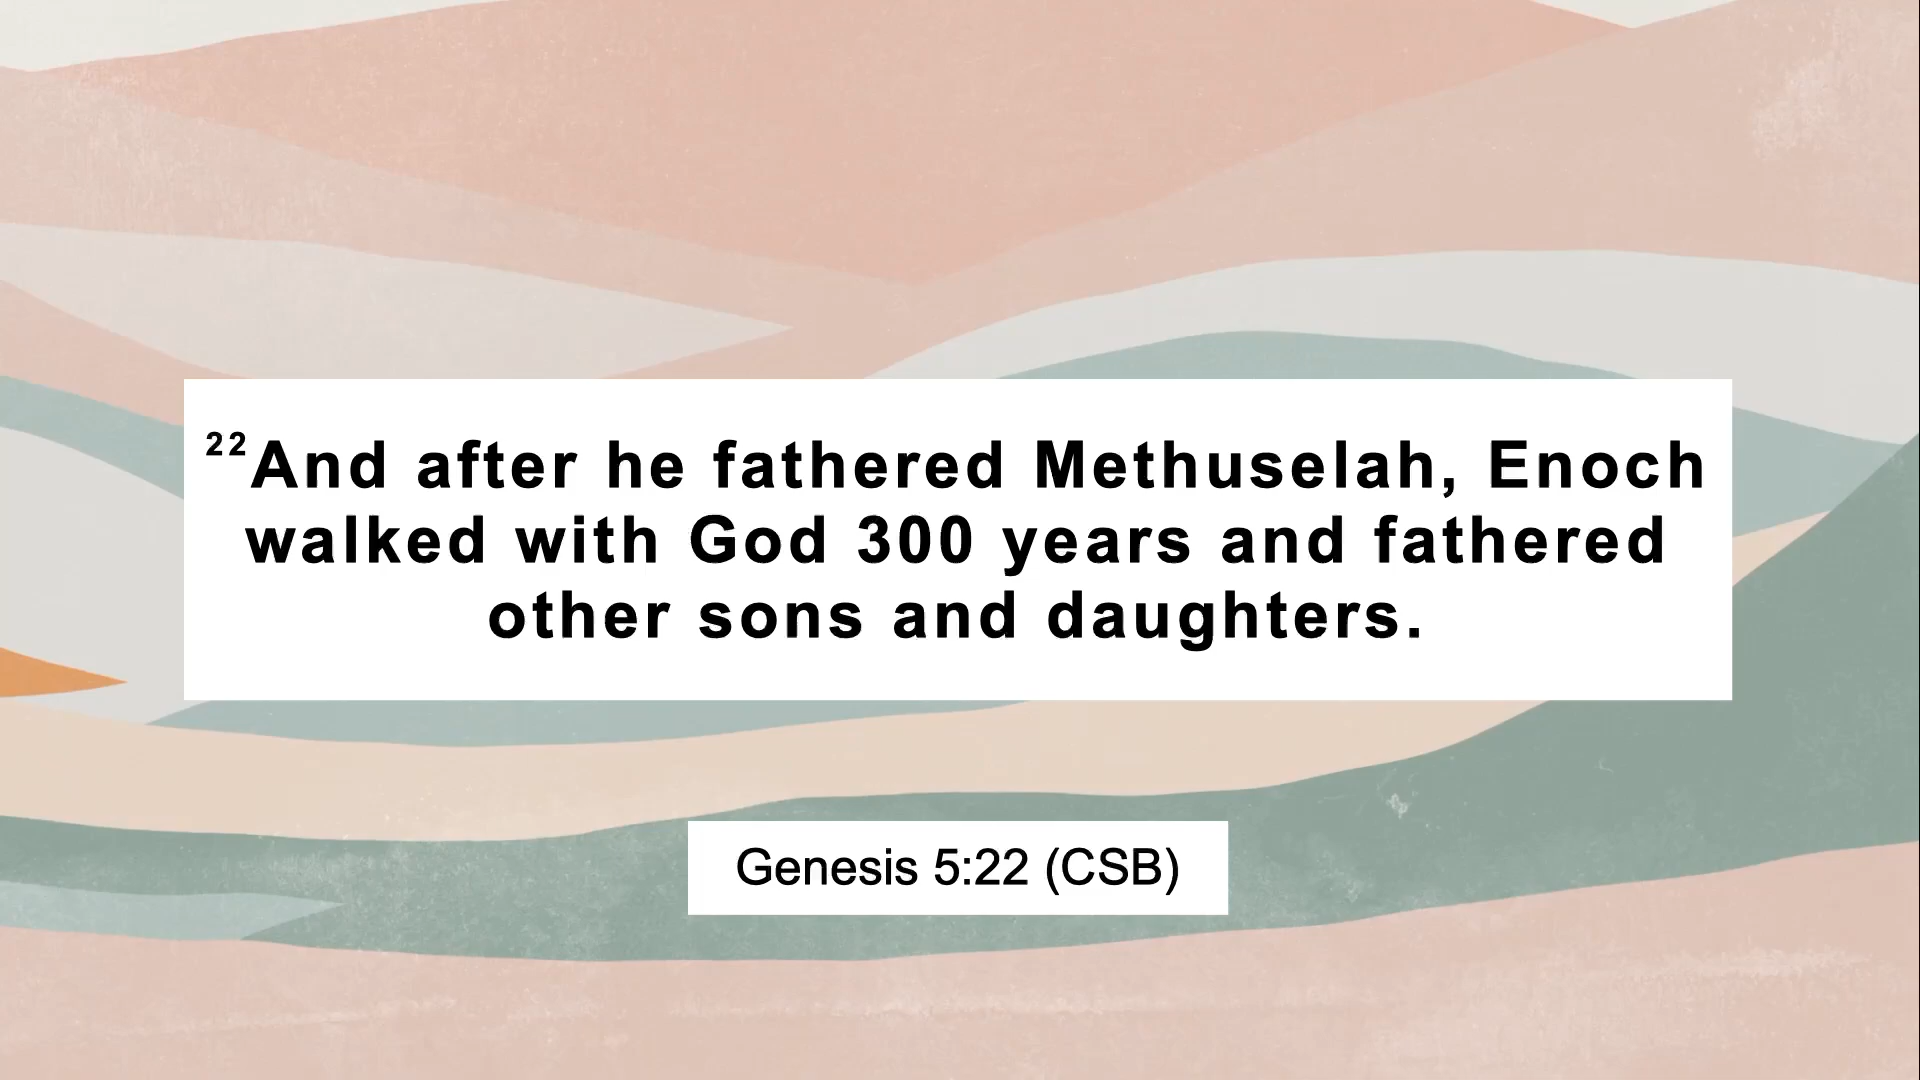 22And after he fathered Methuselah, Enoch
walked with God 300 years and fathered
other sons and daughters.
Genesis 5:22 (CSB)